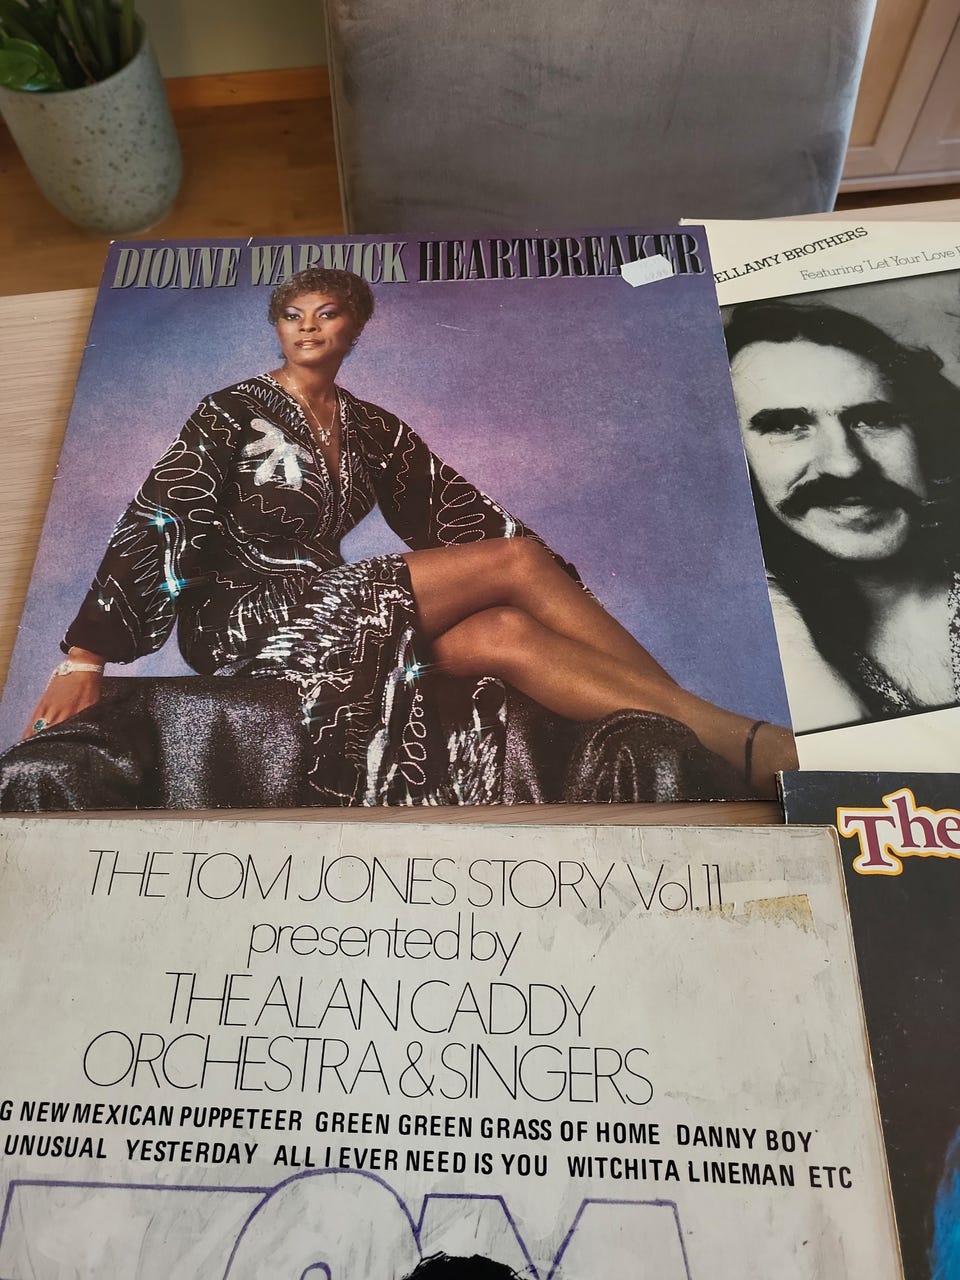 DIONNE WARWICK HEARTBREAKER
ELLAMY BROTHERS
Featuring 'Let Your Love
THE TOM JONES STORY Vol.11
presented by
THE ALAN CADDY
ORCHESTRA & SINGERS
G NEW MEXICAN PUPPETEER GREEN GREEN GRASS OF HOME DANNY BOY
UNUSUAL YESTERDAY ALL I EVER NEED IS YOU WITCHITA LINEMAN ETC
TOM
The